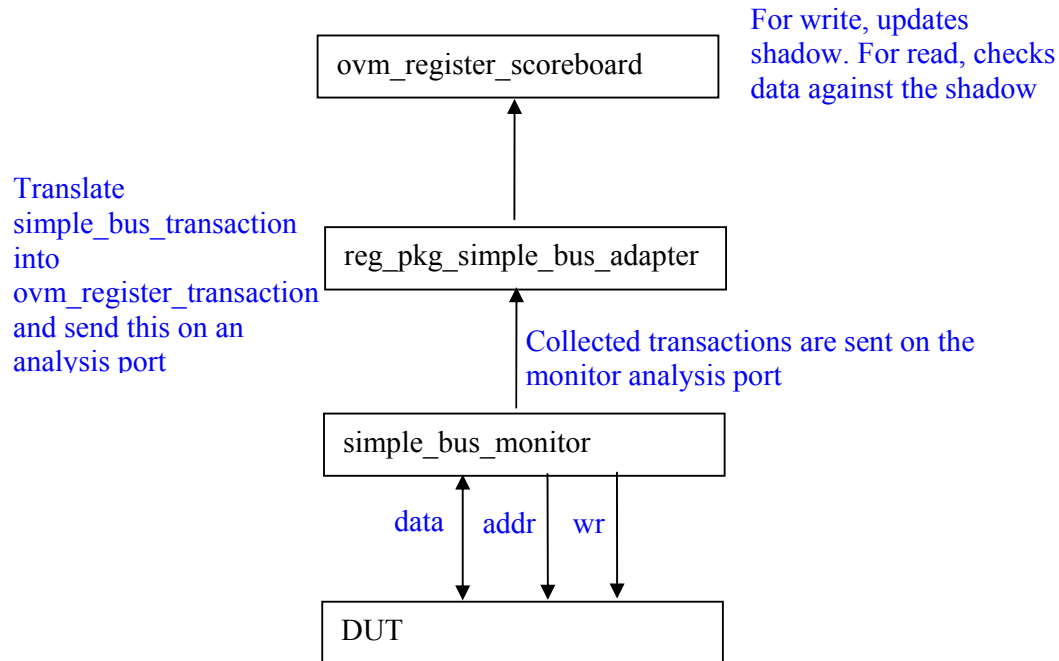 For write, updates
shadow. For read, checks
data against the shadow
ovm_register_scoreboard
Translate
simple_bus_transaction
into
ovm_register_transaction
and send this on an
analysis port
reg_pkg_simple_bus_adapter
Collected transactions are sent on the
monitor analysis port
simple_bus_monitor
data addr wr
DUT